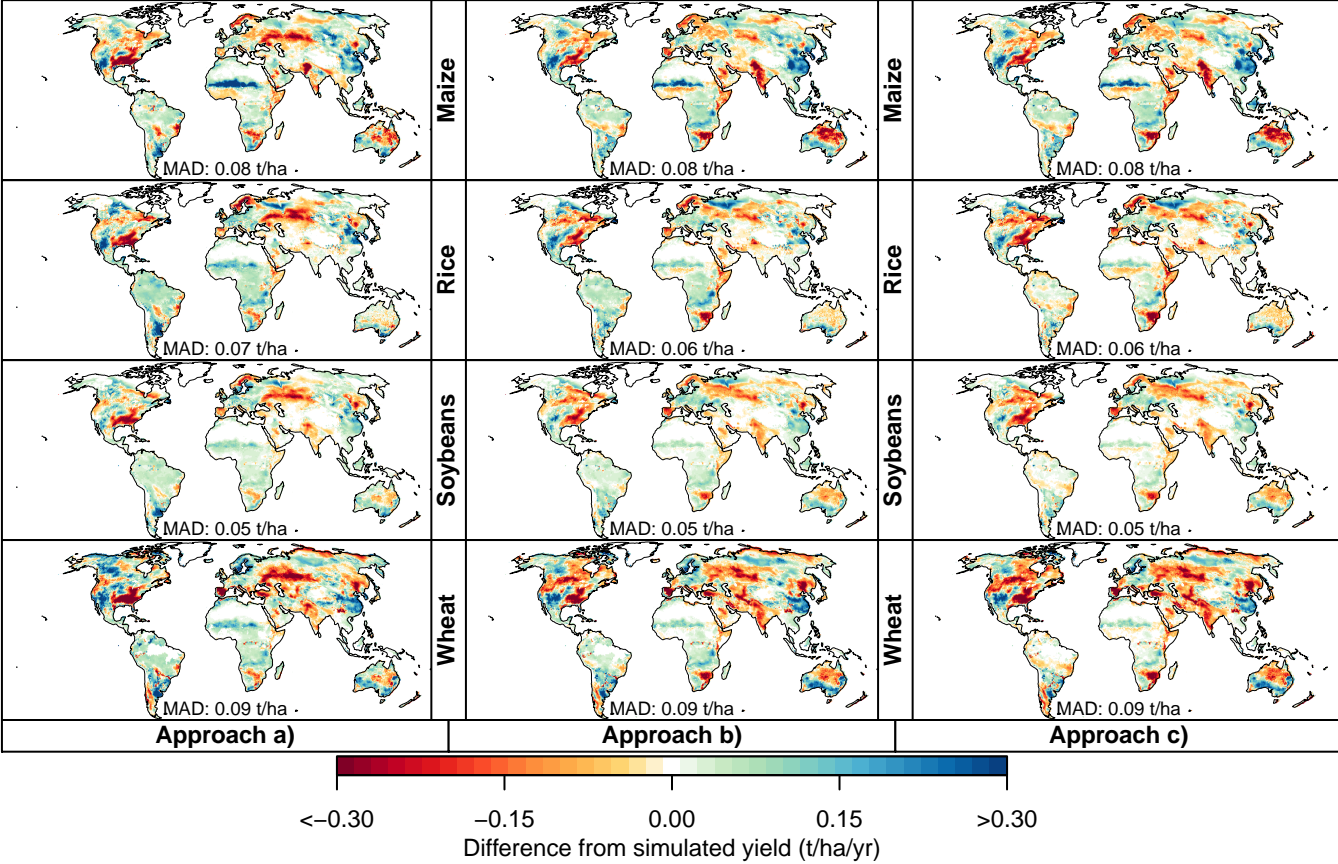 Maize
Maize
MAD: 0.08 t/ha
MAD: 0.08 t/ha
MAD: 0.08 t/ha
Rice
Rice
MAD: 0.07 t/ha
MAD: 0.06 t/ha
MAD: 0.06 t/ha
Soybeans
Soybeans
MAD: 0.05 t/ha
MAD: 0.05 t/ha
MAD: 0.05 t/ha
Wheat
Wheat
MAD: 0.09 t/ha
MAD: 0.09 t/ha
MAD: 0.09 t/ha
Approach a)
Approach b)
Approach c)
<−0.30
−0.15
0.00
0.15
>0.30
Difference from simulated yield (t/ha/yr)